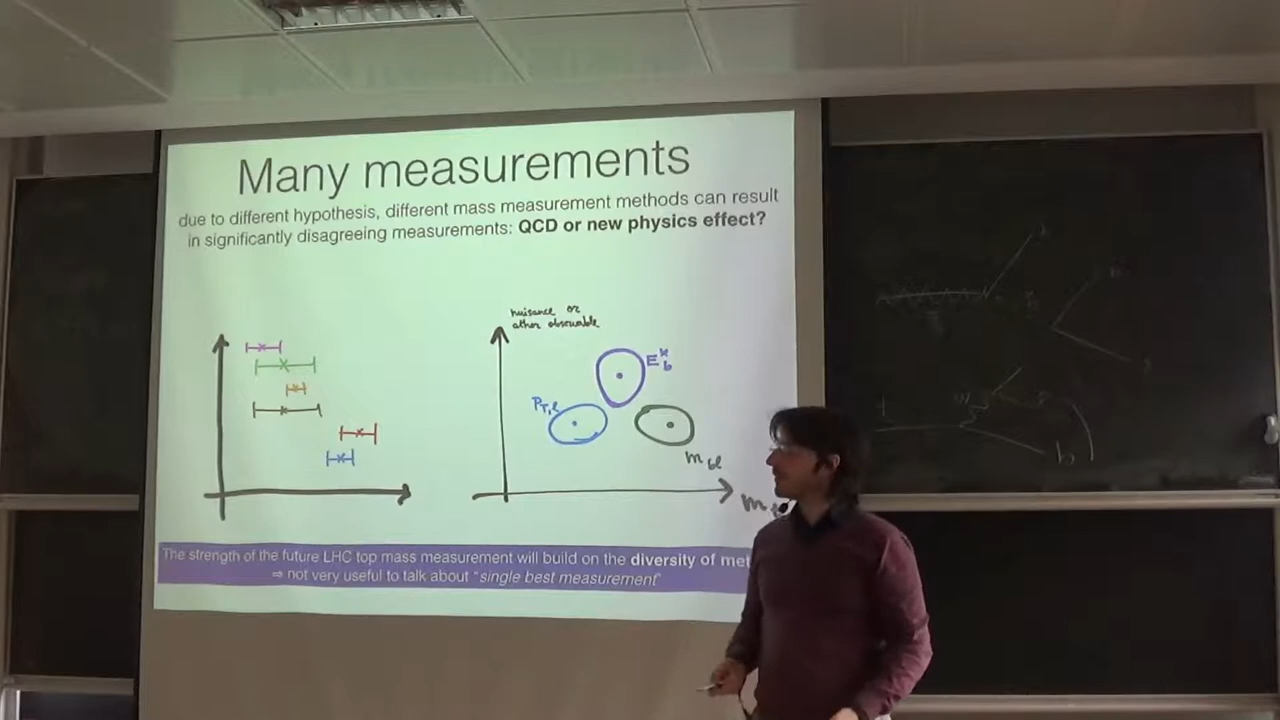 Many measurements
due to different hypothesis, different mass measurement methods can result
in significantly disagreeing measurements: QCD or new physics effect?
nuisance or
other observable
E*b
PT,ℓ
m bℓ
The strength of the future LHC top mass measurement will build on the diversity of
⇒ not very useful to talk about "single best measurement"
t
W
b